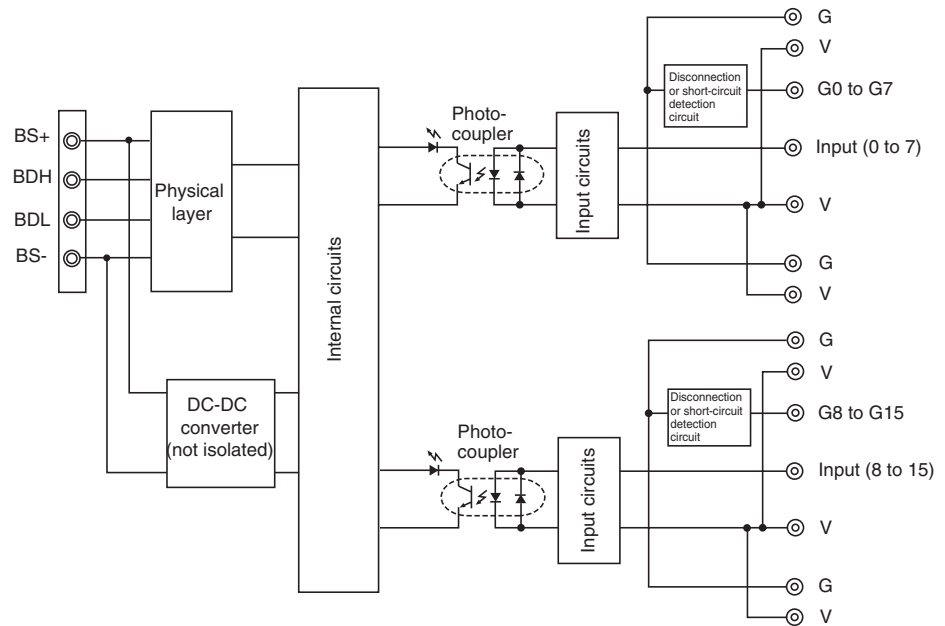 BS+
BDH
BDL
BS-
Physical
layer
DC-DC
converter
(not isolated)
Internal circuits
Photo-
coupler
Input circuits
Disconnection
or short-circuit
detection
circuit
G
V
G0 to G7
Input (0 to 7)
V
G
V
Photo-
coupler
Input circuits
Disconnection
or short-circuit
detection
circuit
G
V
G8 to G15
Input (8 to 15)
V
G
V